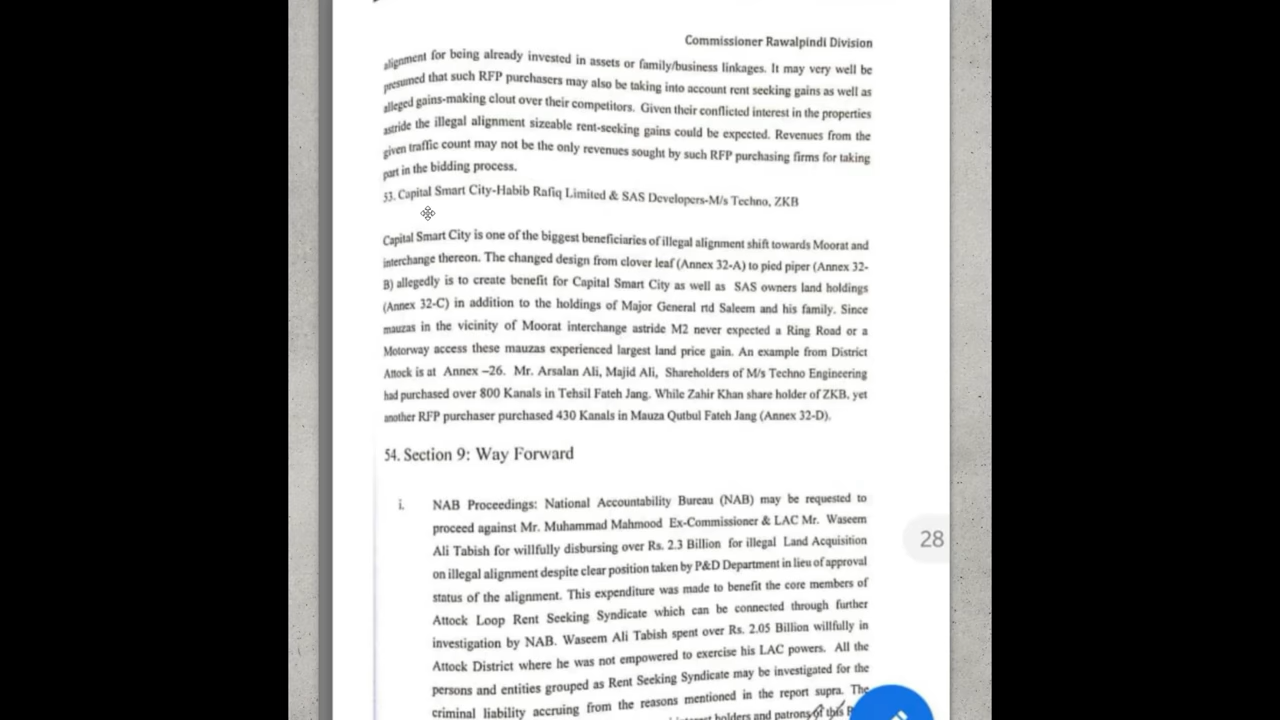 Commissioner Rawalpindi Division
alignment for being already invested in assets or family/business linkages. It may very well be
presumed that such RFP purchasers may also be taking into account rent seeking gains as well as
alleged gains-making clout over their competitors. Given their conflicted interest in the properties
astride the illegal alignment sizeable rent-seeking gains could be expected. Revenues from the
given traffic count may not be the only revenues sought by such RFP purchasing firms for taking
part in the bidding process.
53. Capital Smart City-Habib Rafiq Limited & SAS Developers-M/s Techno, ZKB
Capital Smart City is one of the biggest beneficiaries of illegal alignment shift towards Moorat and
interchange thereon. The changed design from clover leaf (Annex 32-A) to pied piper (Annex 32-
B) allegedly is to create benefit for Capital Smart City as well as SAS owners land holdings
(Annex 32-C) in addition to the holdings of Major General rtd Saleem and his family. Since
mauzas in the vicinity of Moorat interchange astride M2 never expected a Ring Road or a
Motorway access these mauzas experienced largest land price gain. An example from District
Attock is at Annex –26. Mr. Arsalan Ali, Majid Ali, Shareholders of M/s Techno Engineering
had purchased over 800 Kanals in Tehsil Fateh Jang. While Zahir Khan share holder of ZKB, yet
another RFP purchaser purchased 430 Kanals in Mauza Qutbul Fateh Jang (Annex 32-D).
54. Section 9: Way Forward
i. NAB Proceedings: National Accountability Bureau (NAB) may be requested to
proceed against Mr. Muhammad Mahmood Ex-Commissioner & LAC Mr. Waseem
28
Ali Tabish for willfully disbursing over Rs. 2.3 Billion for illegal Land Acquisition
on illegal alignment despite clear position taken by P&D Department in lieu of approval
status of the alignment. This expenditure was made to benefit the core members of
Attock Loop Rent Seeking Syndicate which can be connected through further
investigation by NAB. Waseem Ali Tabish spent over Rs. 2.05 Billion willfully in
Attock District where he was not empowered to exercise his LAC powers. All the
persons and entities grouped as Rent Seeking Syndicate may be investigated for the
criminal liability accruing from the reasons mentioned in the report supra. The
holders and patrons of this